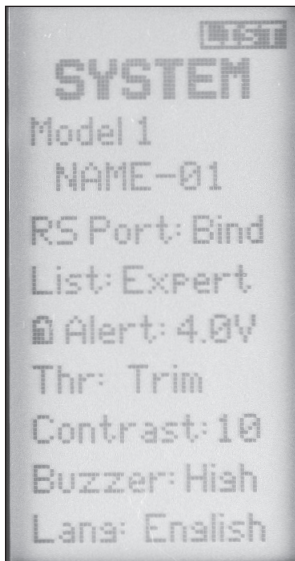 LIST
SYSTEM
Model 1
NAME-01
RS Port: Bind
List: Expert
Alert: 4.0V
Thr: Trim
Contrast: 10
Buzzer: High
Lang: English